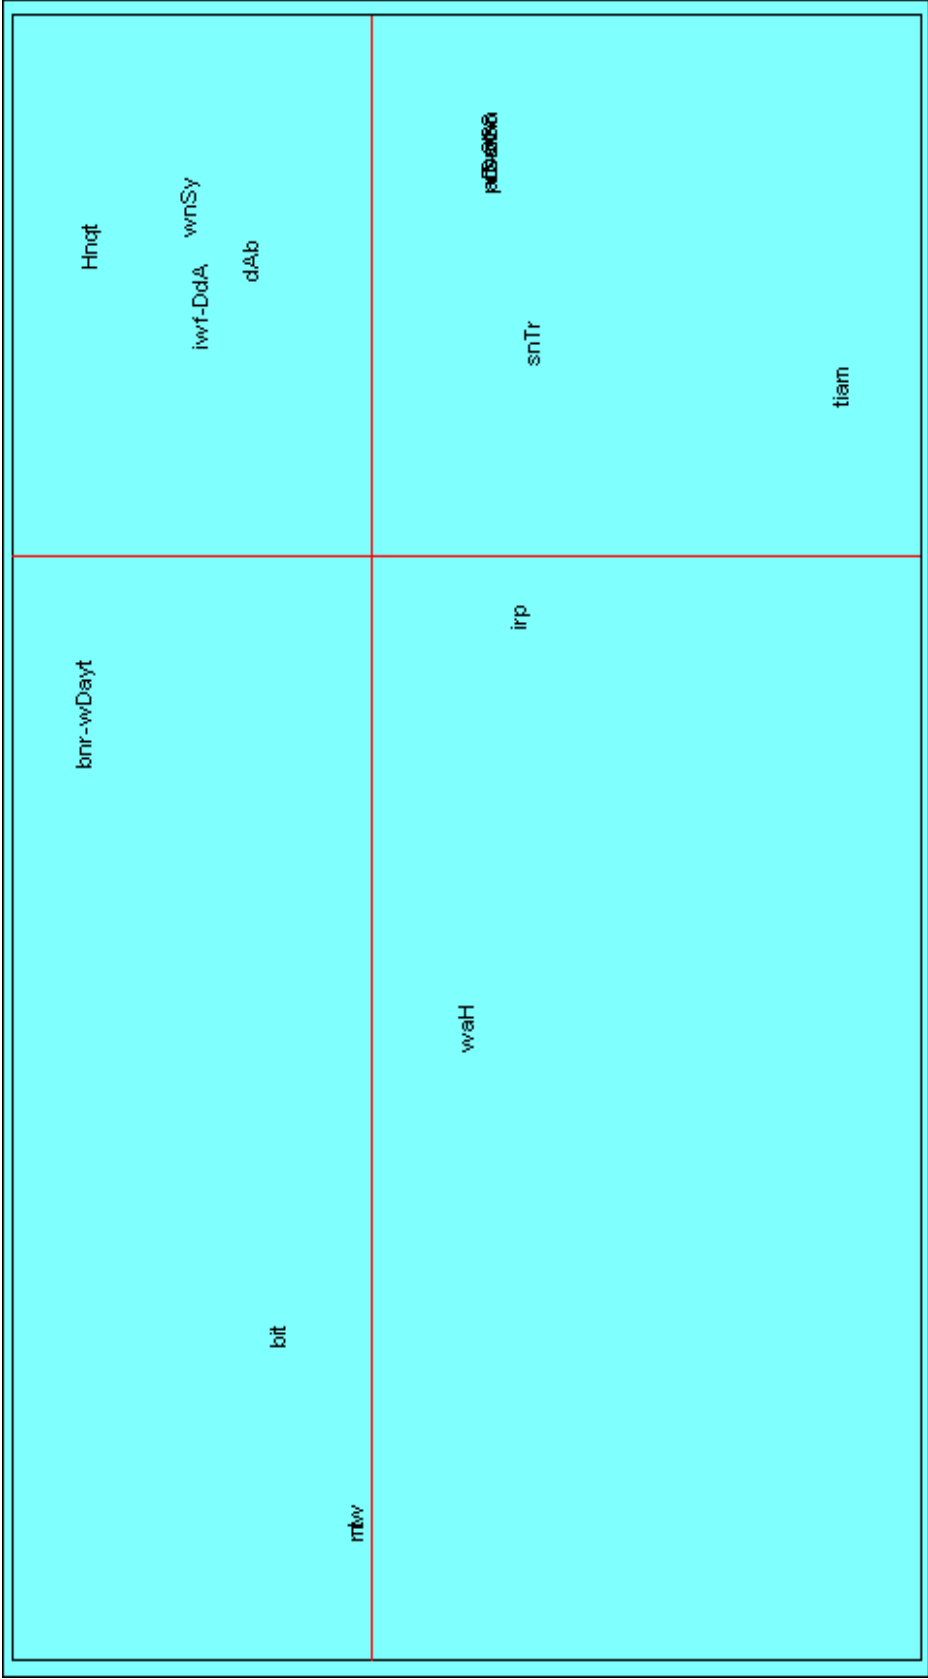 Hnqt
wnSy
iwf-DdA
dAb
snTr
tiam
irp
bnr-wDayt
waH
bit